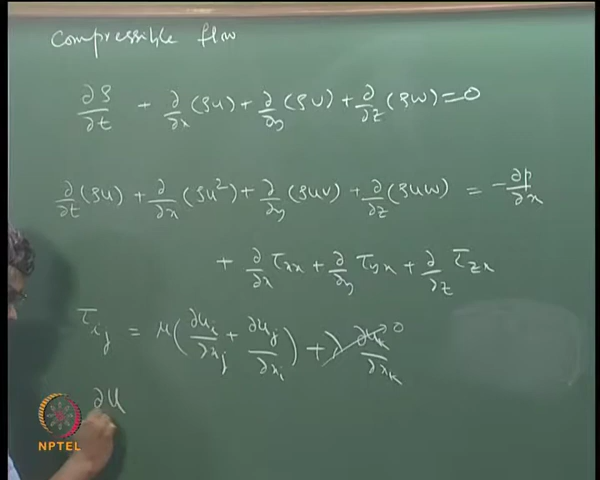 Compressible flow
∂ρ/∂t + ∂/∂x (ρu) + ∂/∂y (ρv) + ∂/∂z (ρw) = 0
∂/∂t (ρu) + ∂/∂x (ρu²) + ∂/∂y (ρuv) + ∂/∂z (ρuw) = -∂p/∂x
+ ∂/∂x τxx + ∂/∂y τyx + ∂/∂z τzx
τij = μ(∂ui/∂xj + ∂uj/∂xi) + λ ∂uk/∂xk 0
∂u
NPTEL